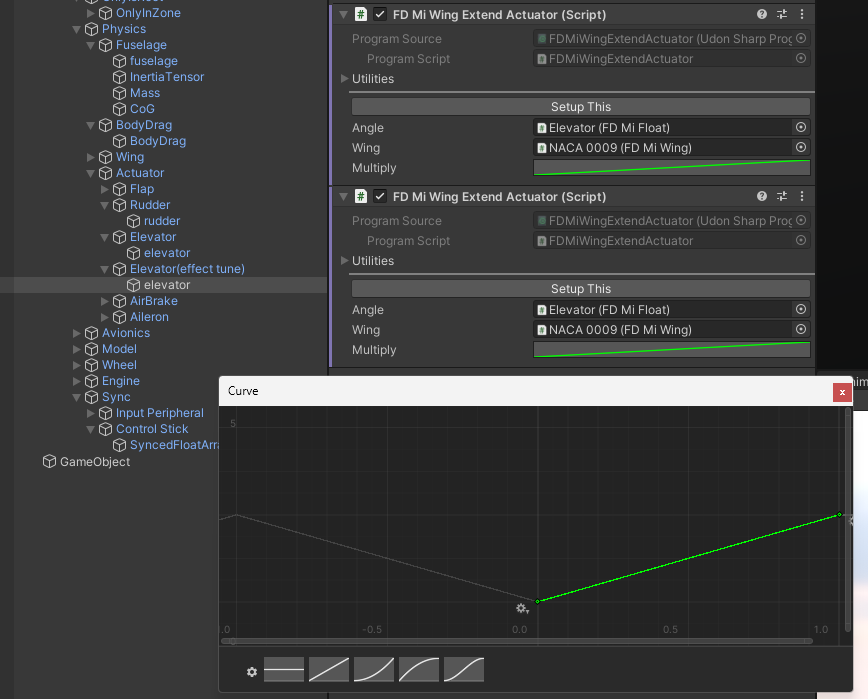 OnlyInZone
Physics
Fuselage
fuselage
InertiaTensor
Mass
CoG
BodyDrag
BodyDrag
Wing
Actuator
Flap
Rudder
rudder
Elevator
elevator
Elevator(effect tune)
elevator
AirBrake
Aileron
Avionics
Model
Wheel
Engine
Sync
Input Peripheral
Control Stick
SyncedFloatArra
GameObject
# FD Mi Wing Extend Actuator (Script)
Program Source FDMiWingExtendActuator (Udon Sharp Prog
Program Script # FDMiWingExtendActuator
Utilities
Setup This
Angle # Elevator (FD Mi Float)
Wing # NACA 0009 (FD Mi Wing)
Multiply
# FD Mi Wing Extend Actuator (Script)
Program Source FDMiWingExtendActuator (Udon Sharp Prog
Program Script # FDMiWingExtendActuator
Utilities
Setup This
Angle # Elevator (FD Mi Float)
Wing # NACA 0009 (FD Mi Wing)
Multiply
Curve x
5
.0 -0.5 0.0 0.5 1.0